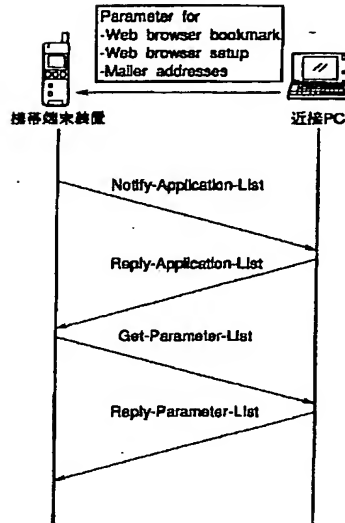 Parameter for
-Web browser bookmark
-Web browser setup
-Mailer addresses
携帯端末装置
近接PC
Notify-Application-List
Reply-Application-List
Get-Parameter-List
Reply-Parameter-List